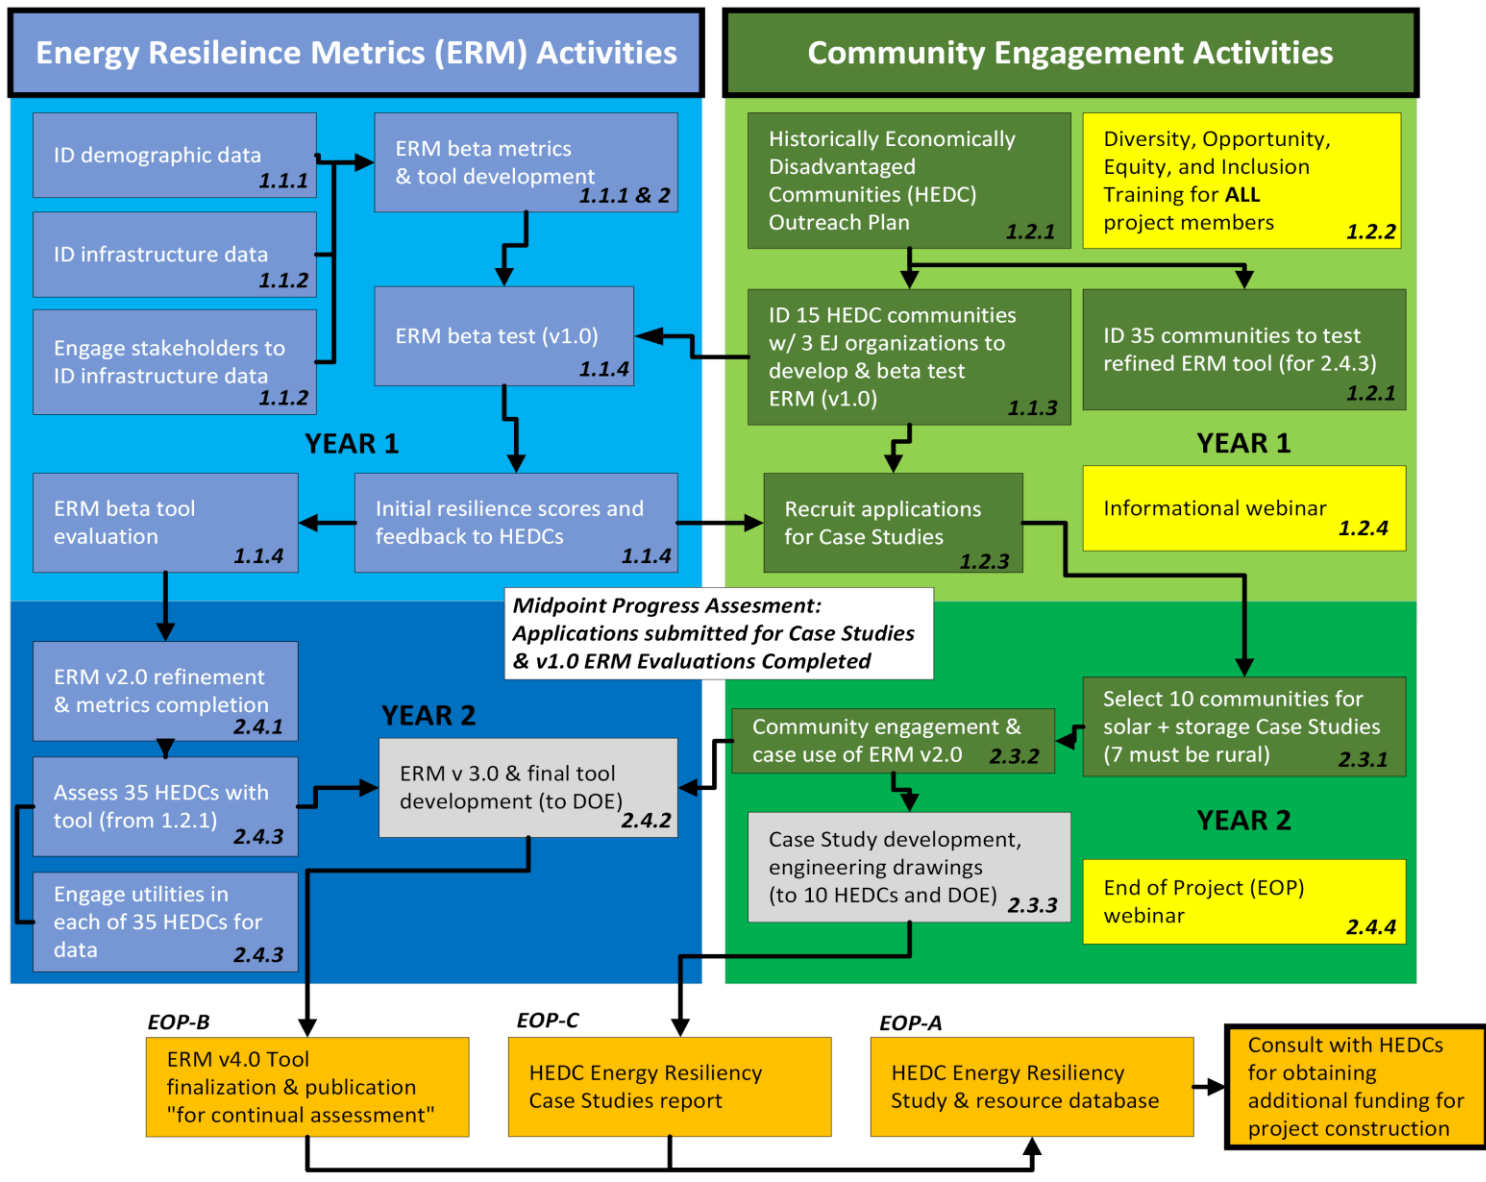 Energy Resileince Metrics (ERM) Activities
ID demographic data
1.1.1
ID infrastructure data
1.1.2
Engage stakeholders to
ID infrastructure data
1.1.2
ERM beta metrics
& tool development
1.1.1 & 2
ERM beta test (v1.0)
1.1.4
YEAR 1
ERM beta tool
evaluation
1.1.4
Initial resilience scores and
feedback to HEDCs
1.1.4
Community Engagement Activities
Historically Economically
Disadvantaged
Communities (HEDC)
Outreach Plan
1.2.1
Diversity, Opportunity,
Equity, and Inclusion
Training for ALL
project members
1.2.2
ID 15 HEDC communities
w/ 3 EJ organizations to
develop & beta test
ERM (v1.0)
1.1.3
ID 35 communities to test
refined ERM tool (for 2.4.3)
1.2.1
YEAR 1
Recruit applications
for Case Studies
1.2.3
Informational webinar
1.2.4
Midpoint Progress Assesment:
Applications submitted for Case Studies
& v1.0 ERM Evaluations Completed
ERM v2.0 refinement
& metrics completion
2.4.1
YEAR 2
Assess 35 HEDCs with
tool (from 1.2.1)
2.4.3
Engage utilities in
each of 35 HEDCs for
data
2.4.3
ERM v 3.0 & final tool
development (to DOE)
2.4.2
Community engagement &
case use of ERM v2.0
2.3.2
Select 10 communities for
solar + storage Case Studies
(7 must be rural)
2.3.1
YEAR 2
Case Study development,
engineering drawings
(to 10 HEDCs and DOE)
2.3.3
End of Project (EOP)
webinar
2.4.4
EOP-B
ERM v4.0 Tool
finalization & publication
"for continual assessment"
EOP-C
HEDC Energy Resiliency
Case Studies report
EOP-A
HEDC Energy Resiliency
Study & resource database
Consult with HEDCs
for obtaining
additional funding for
project construction